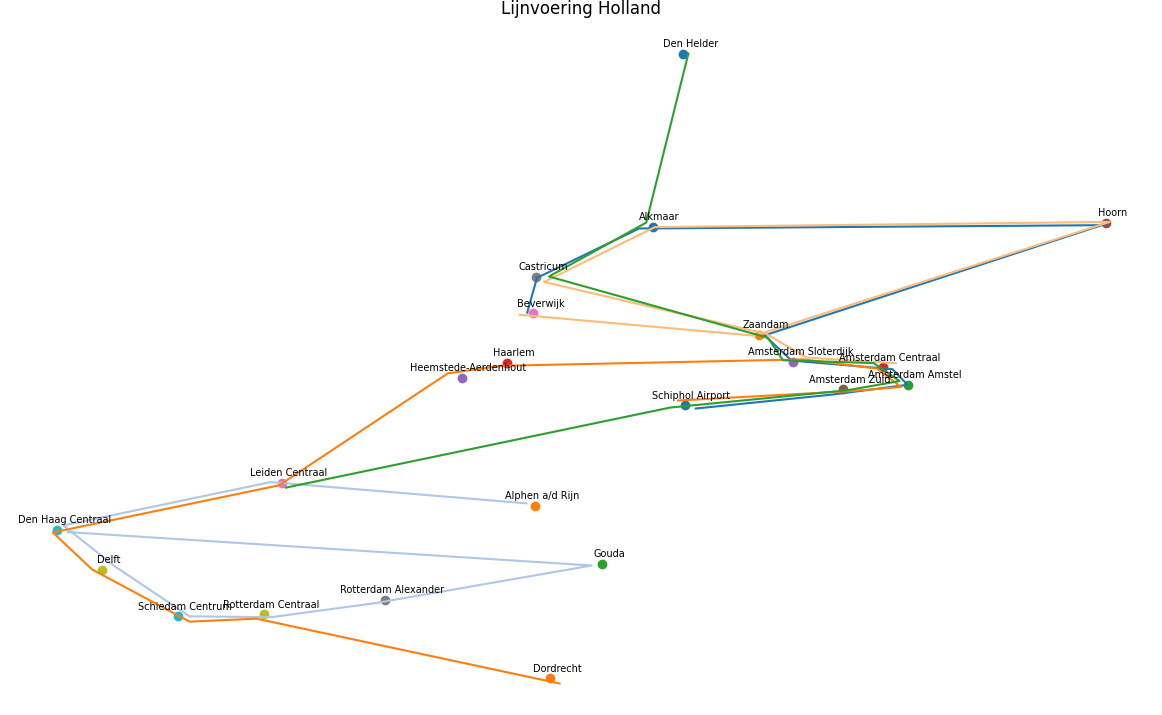 Lijnvoering Holland
Den Helder
Alkmaar
Hoorn
Castricum
Beverwijk
Zaandam
Amsterdam Sloterdijk
Haarlem
Amsterdam Centraal
Heemstede-Aerdenhout
Amsterdam Amstel
Amsterdam Zuid
Schiphol Airport
Leiden Centraal
Alphen a/d Rijn
Den Haag Centraal
Gouda
Delft
Rotterdam Alexander
Schiedam Centrum
Rotterdam Centraal
Dordrecht